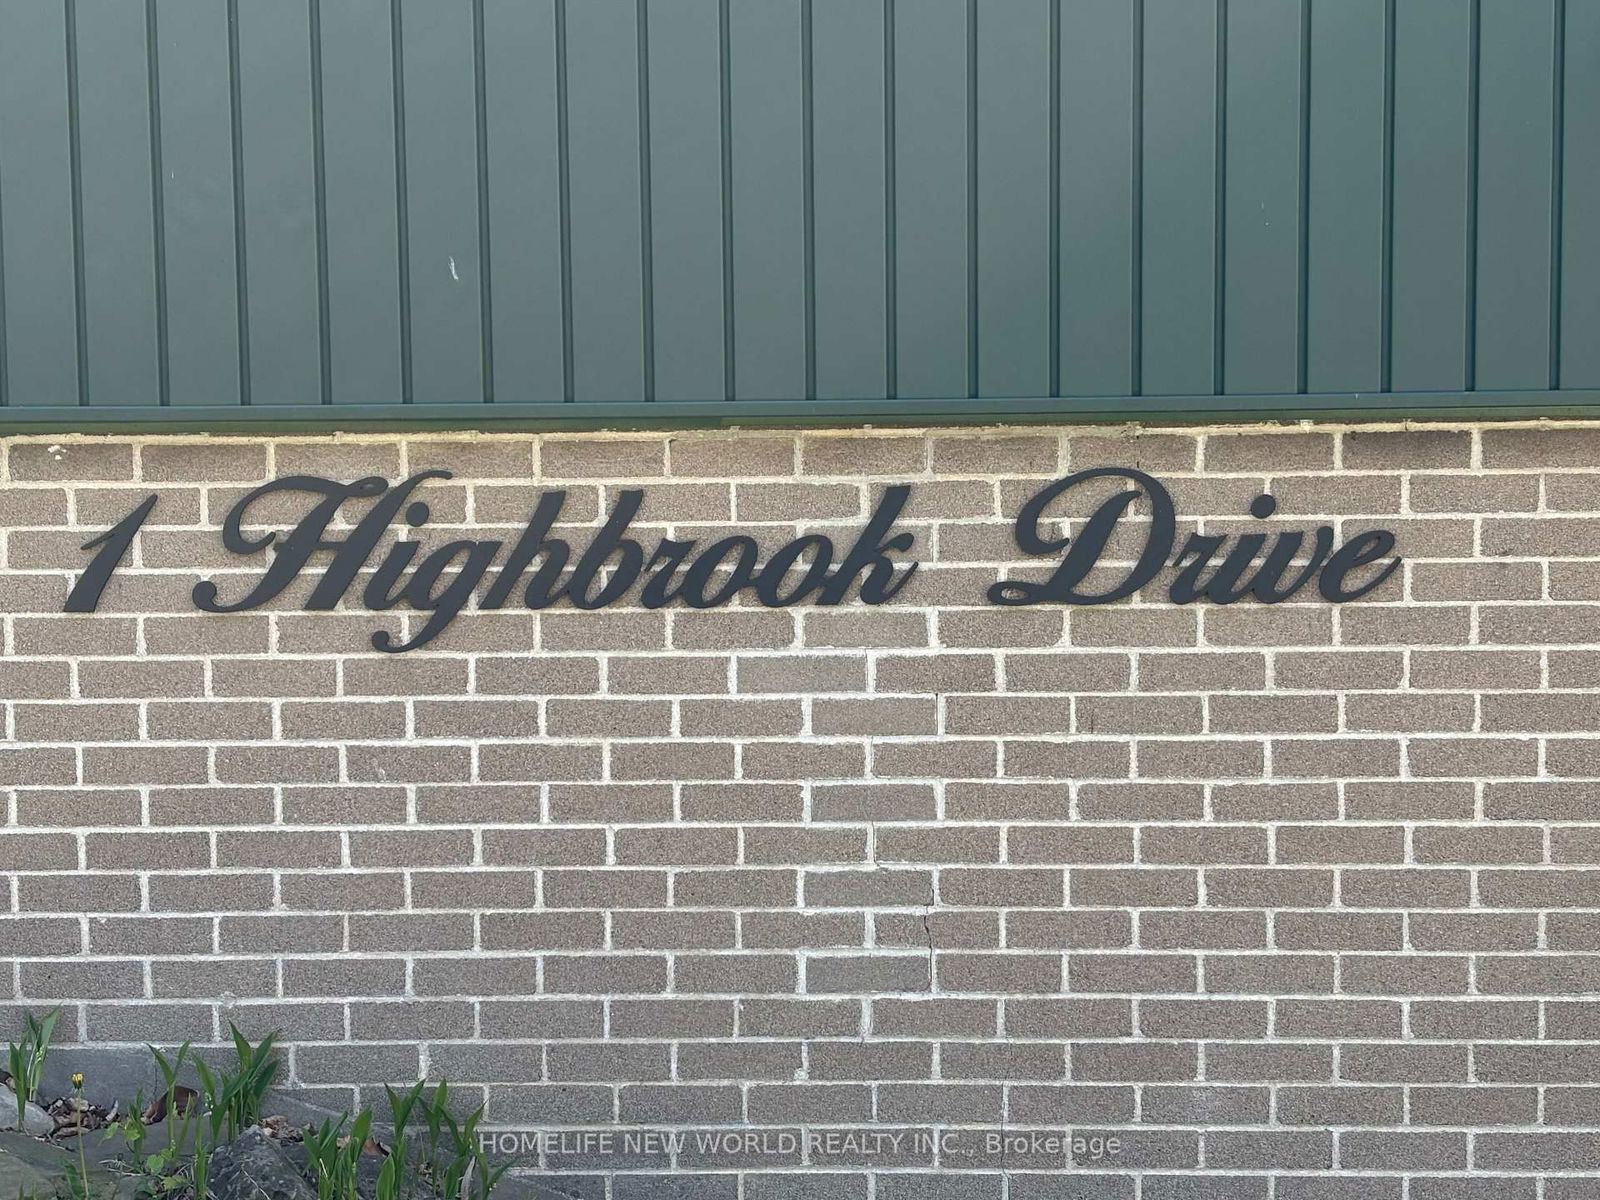 1 Highbrook Drive
HOMELIFE NEW WORLD REALTY INC., Brokerage